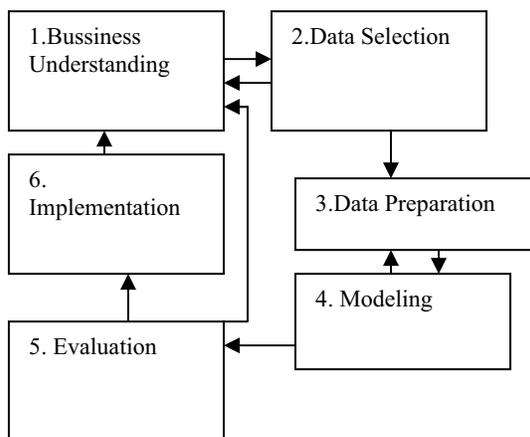 1.Bussiness
Understanding
2.Data Selection
3.Data Preparation
4. Modeling
5. Evaluation
6.
Implementation